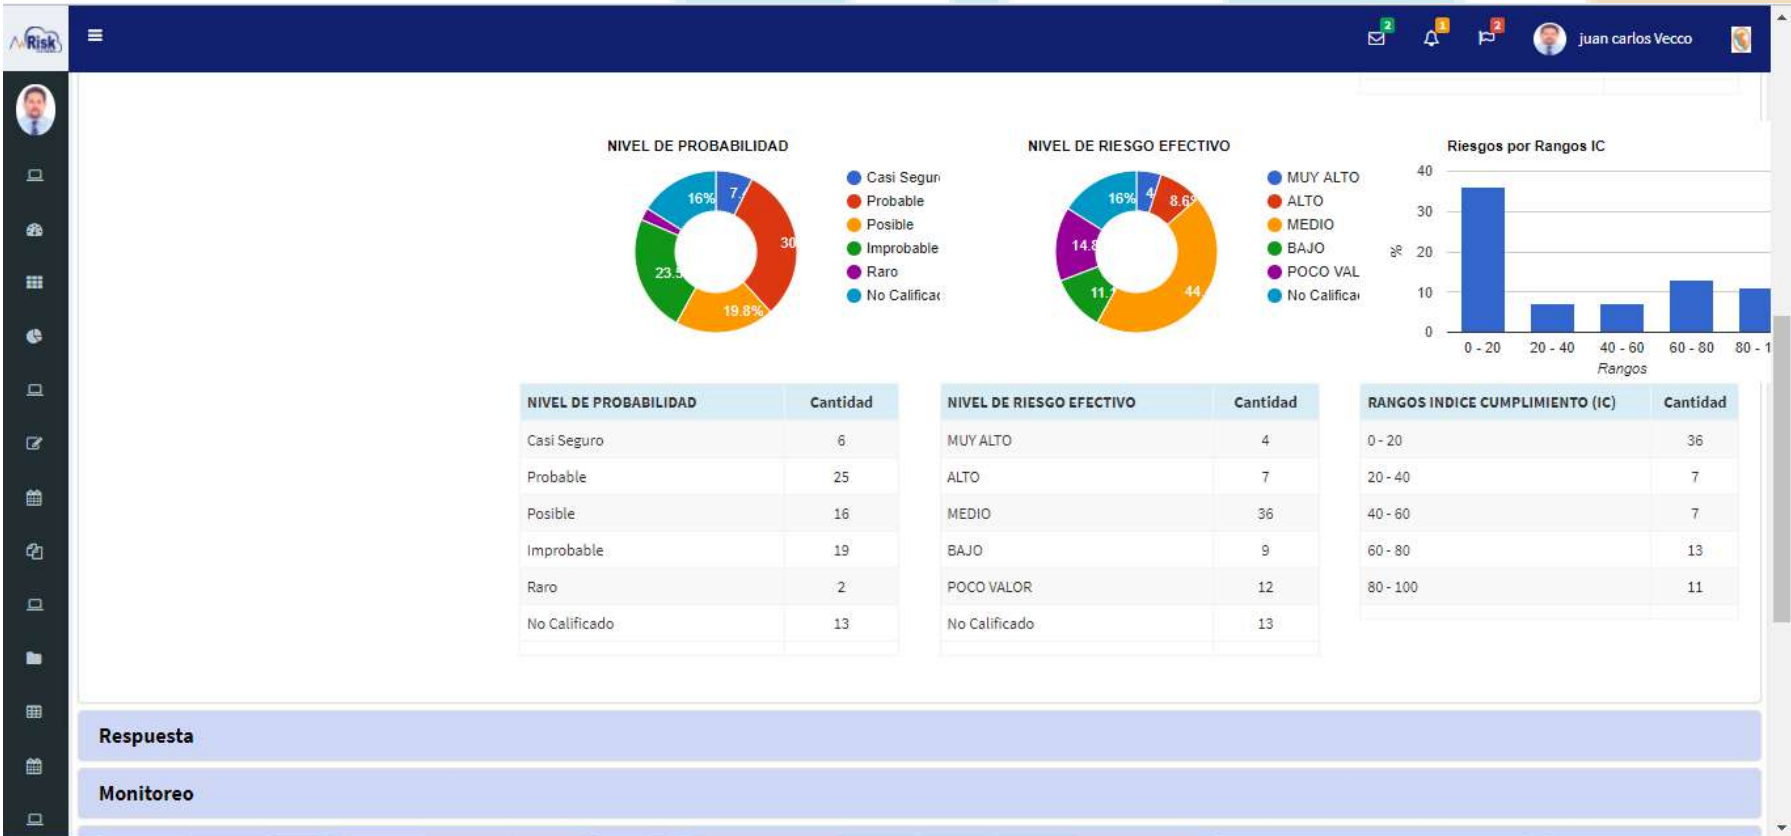 Risk
2
1
2
juan carlos Vecco
NIVEL DE PROBABILIDAD
16%
7.
30
23.5
19.8%
Casi Segur
Probable
Posible
Improbable
Raro
No Califica
NIVEL DE RIESGO EFECTIVO
16%
4
8.6%
14.8
11.
44.
MUY ALTO
ALTO
MEDIO
BAJO
POCO VAL
No Califica
Riesgos por Rangos IC
%
40
30
20
10
0
0 - 20
20 - 40
40 - 60
60 - 80
80 - 1
Rangos
NIVEL DE PROBABILIDAD Cantidad
Casi Seguro 6
Probable 25
Posible 16
Improbable 19
Raro 2
No Calificado 13
NIVEL DE RIESGO EFECTIVO Cantidad
MUY ALTO 4
ALTO 7
MEDIO 36
BAJO 9
POCO VALOR 12
No Calificado 13
RANGOS INDICE CUMPLIMIENTO (IC) Cantidad
0 - 20 36
20 - 40 7
40 - 60 7
60 - 80 13
80 - 100 11
Respuesta
Monitoreo